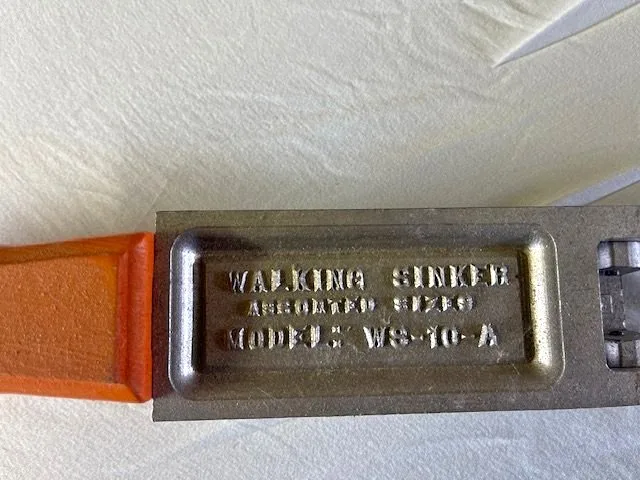 WALKING SINKER
ASSORTED SIZES
MODEL: WS-10-A